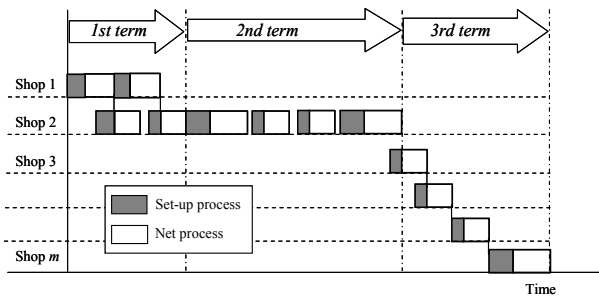 1st term
2nd term
3rd term
Shop 1
Shop 2
Shop 3
Set-up process
Net process
Shop m
Time